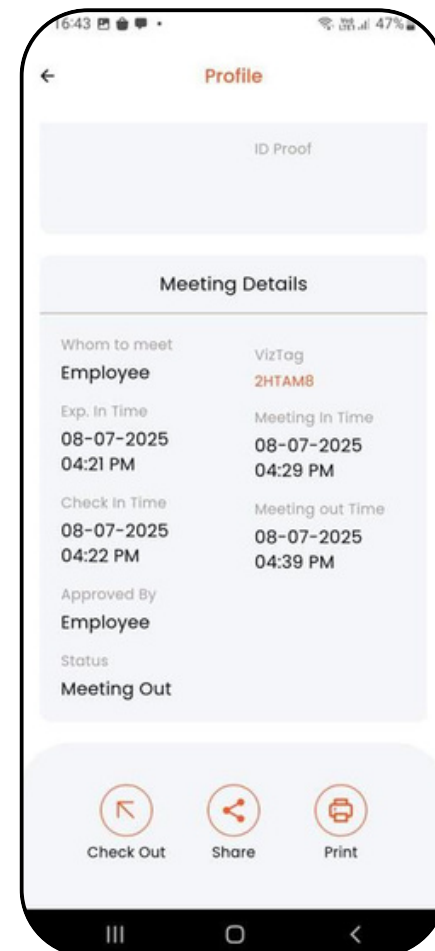 16:43 47%
Profile
ID Proof
Meeting Details
Whom to meet
Employee
VizTag
2HTAM8
Exp. In Time
08-07-2025
04:21 PM
Meeting In Time
08-07-2025
04:29 PM
Check In Time
08-07-2025
04:22 PM
Meeting out Time
08-07-2025
04:39 PM
Approved By
Employee
Status
Meeting Out
Check Out
Share
Print